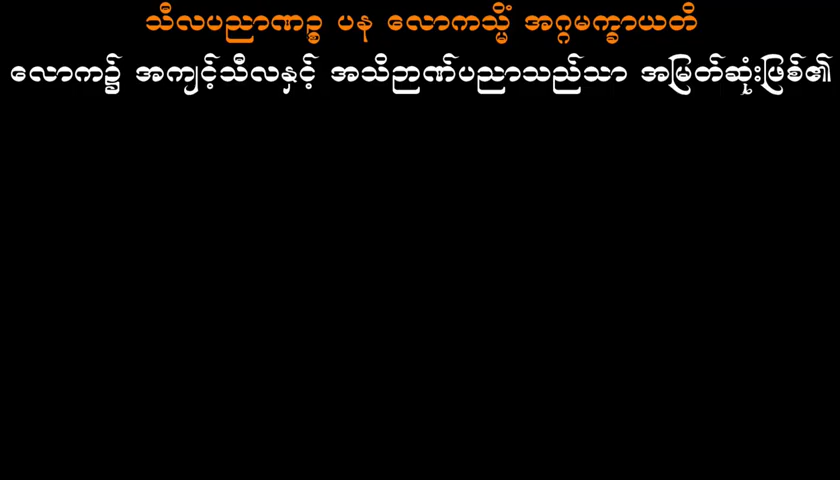 သီလပညာဏဉ္စ ပန လောကသ္မိံ အဂ္ဂမက္ခာယတိ
လောက၌ အကျင့်သီလနှင့် အသိဉာဏ်ပညာသည်သာ အမြတ်ဆုံးဖြစ်၏